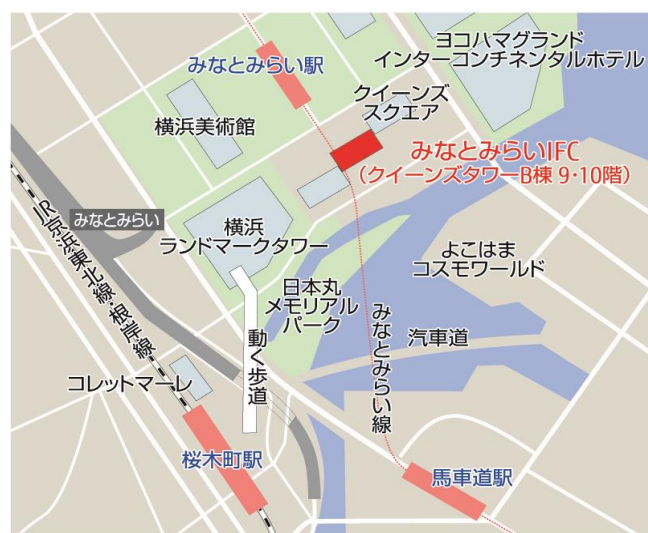 ヨコハマグランド
インターコンチネンタルホテル
みなとみらい駅
クイーンズ
スクエア
横浜美術館
みなとみらいIFC
（クイーンズタワーB棟 9・10階）
みなとみらい
横浜
ランドマークタワー
よこはま
コスモワールド
JR京浜東北線・根岸線
日本丸
メモリアル
パーク
みなとみらい線
汽車道
動く歩道
コレットマーレ
桜木町駅
馬車道駅